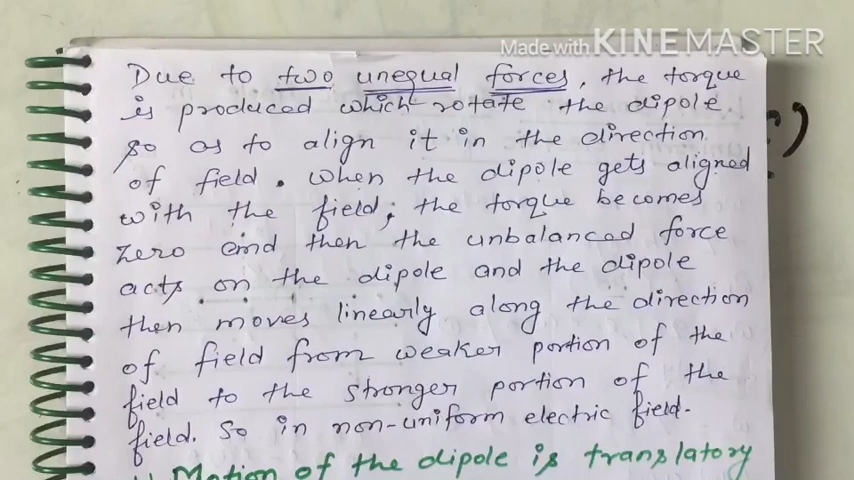 Made with KINEMASTER
Due to two unequal forces, the torque
is produced which rotate the dipole
so as to align it in the direction
of field. when the dipole gets aligned
with the field, the torque becomes
zero and then the unbalanced force
acts on the dipole and the dipole
then moves linearly along the direction
of field from weaker portion of the
field to the stronger portion of the
field. So in non-uniform electric field.
Motion of the dipole is translatory